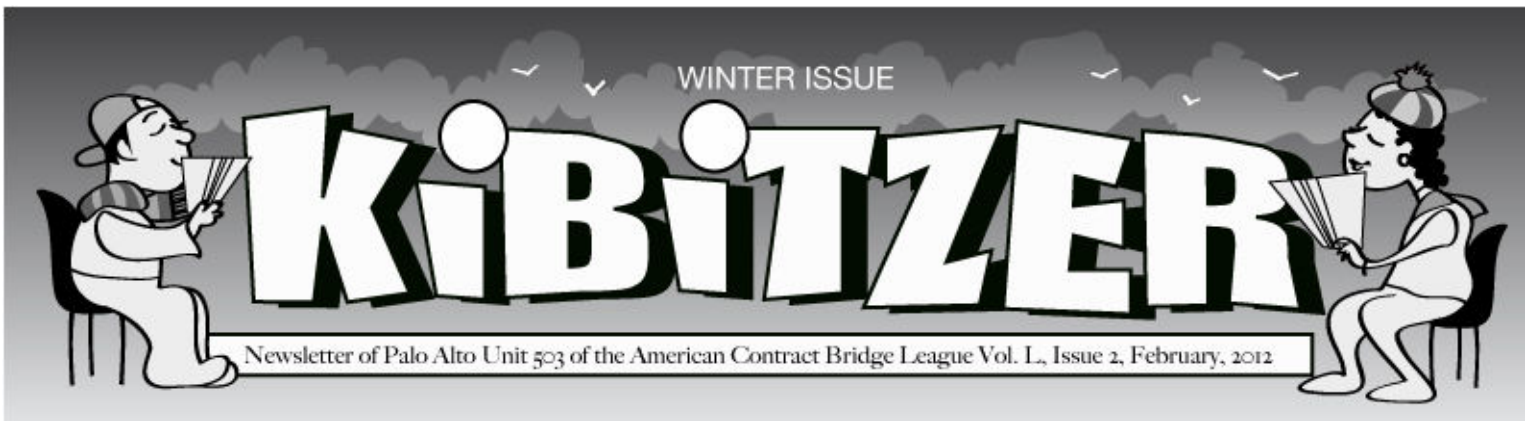 WINTER ISSUE
KiBiTZER
Newsletter of Palo Alto Unit 503 of the American Contract Bridge League Vol. L, Issue 2, February, 2012